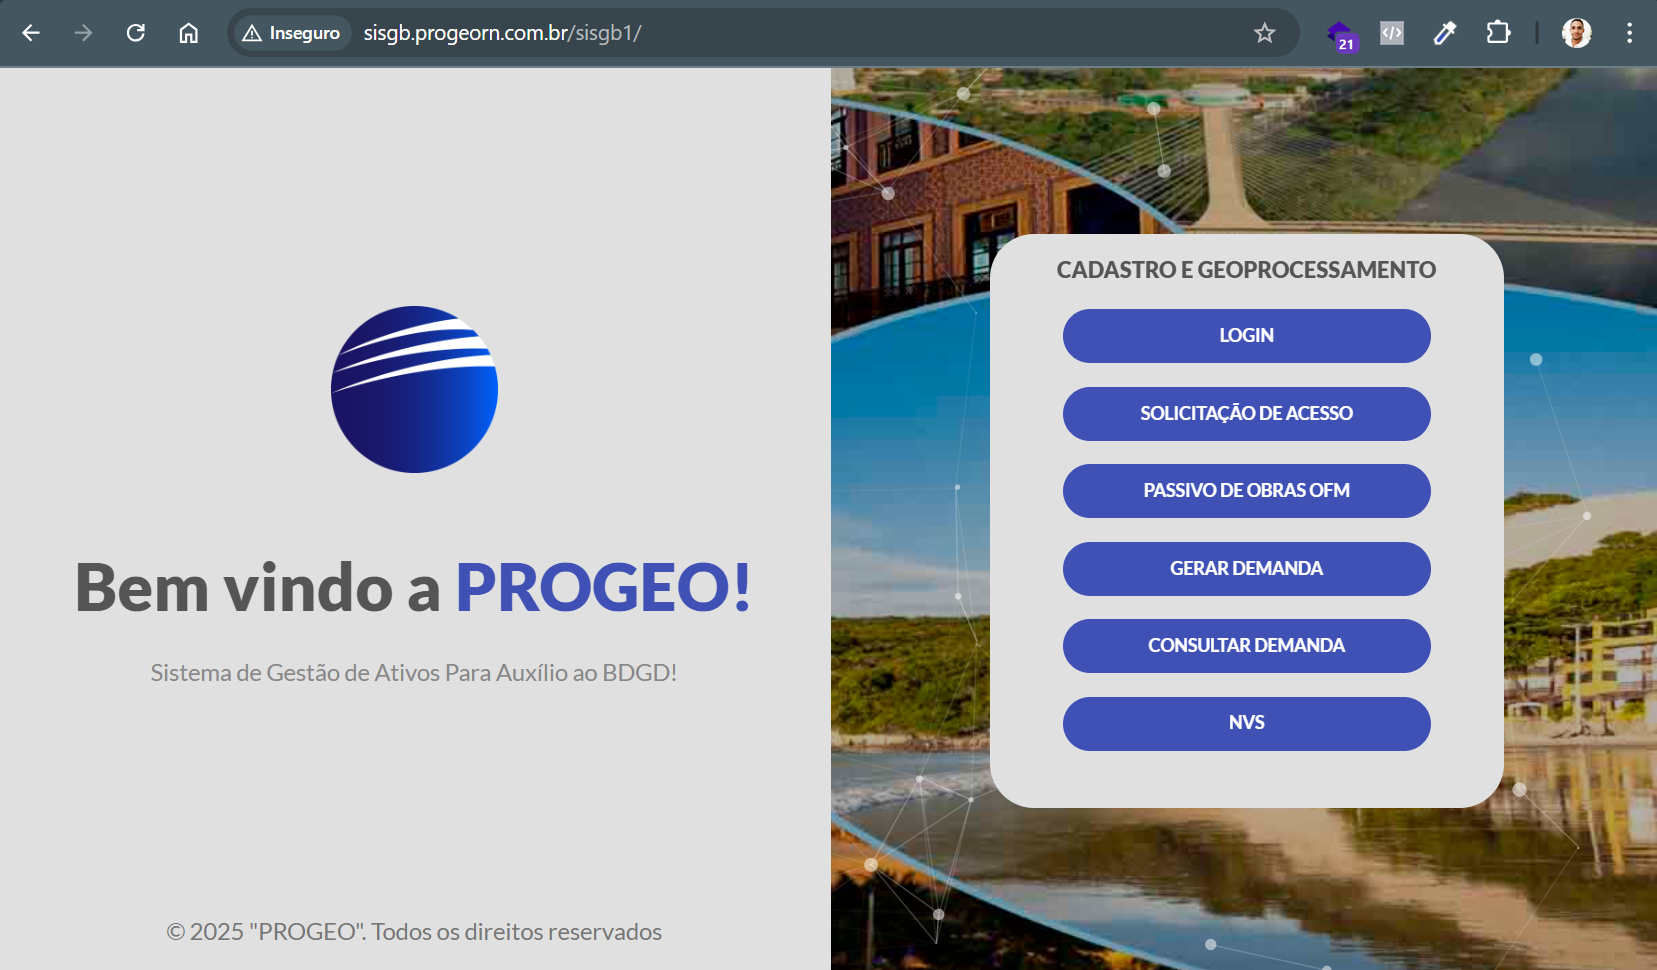 Inseguro
sisgb.progeorn.com.br/sisgb1/
21
Bem vindo a PROGEO!
Sistema de Gestão de Ativos Para Auxílio ao BDGD!
© 2025 "PROGEO". Todos os direitos reservados
CADASTRO E GEOPROCESSAMENTO
LOGIN
SOLICITAÇÃO DE ACESSO
PASSIVO DE OBRAS OFM
GERAR DEMANDA
CONSULTAR DEMANDA
NVS